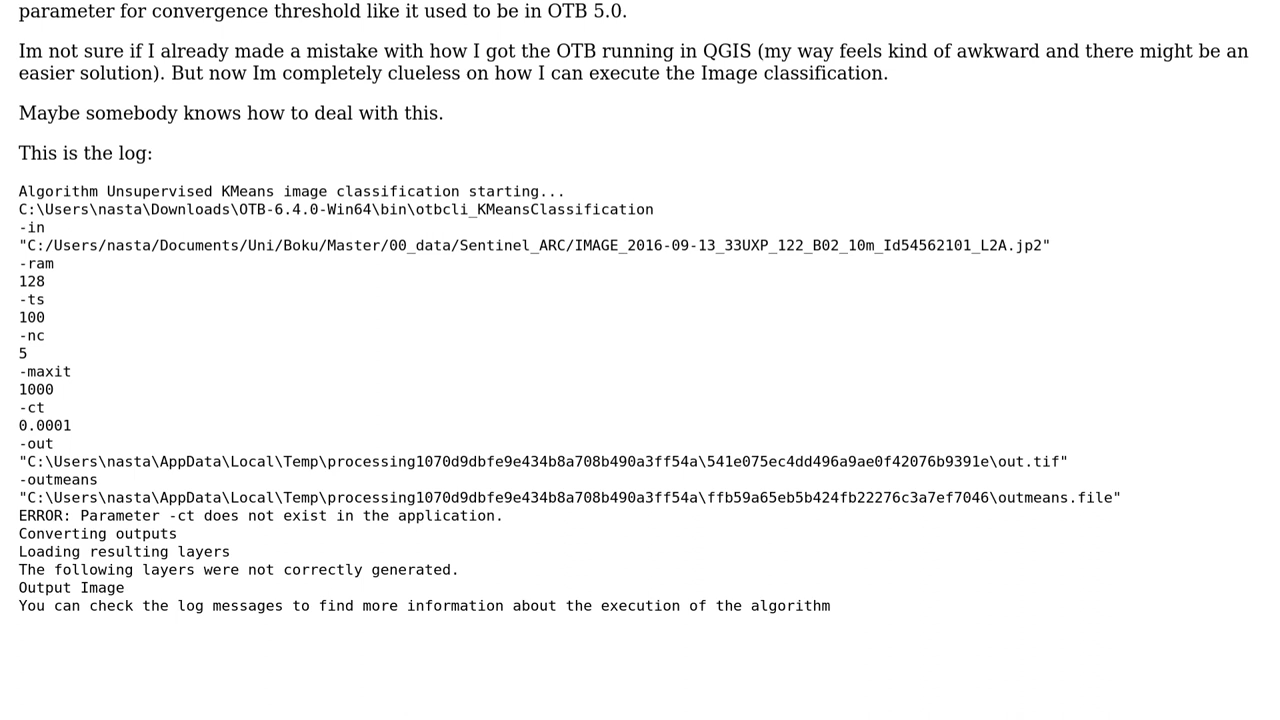 parameter for convergence threshold like it used to be in OTB 5.0.
Im not sure if I already made a mistake with how I got the OTB running in QGIS (my way feels kind of awkward and there might be an
easier solution). But now Im completely clueless on how I can execute the Image classification.
Maybe somebody knows how to deal with this.
This is the log:
Algorithm Unsupervised KMeans image classification starting...
C:\Users\nasta\Downloads\OTB-6.4.0-Win64\bin\otbcli_KMeansClassification
-in
"C:/Users/nasta/Documents/Uni/Boku/Master/00_data/Sentinel_ARC/IMAGE_2016-09-13_33UXP_122_B02_10m_Id54562101_L2A.jp2"
-ram
128
-ts
100
-nc
5
-maxit
1000
-ct
0.0001
-out
"C:\Users\nasta\AppData\Local\Temp\processing1070d9dbfe9e434b8a708b490a3ff54a\541e075ec4dd496a9ae0f42076b9391e\out.tif"
-outmeans
"C:\Users\nasta\AppData\Local\Temp\processing1070d9dbfe9e434b8a708b490a3ff54a\ffb59a65eb5b424fb22276c3a7ef7046\outmeans.file"
ERROR: Parameter -ct does not exist in the application.
Converting outputs
Loading resulting layers
The following layers were not correctly generated.
Output Image
You can check the log messages to find more information about the execution of the algorithm